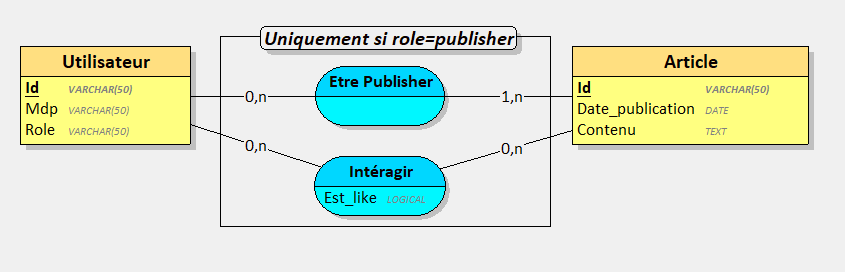 Uniquement si role=publisher
Utilisateur
Id VARCHAR(50)
Mdp VARCHAR(50)
Role VARCHAR(50)
0,n
Etre Publisher
1,n
0,n
Intéragir
Est_like LOGICAL
0,n
Article
Id VARCHAR(50)
Date_publication DATE
Contenu TEXT